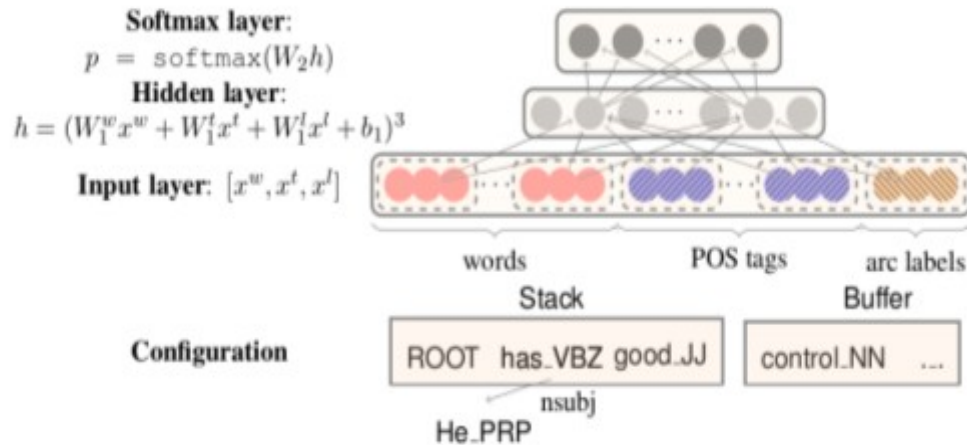 Softmax layer:
p = softmax(W₂h)
Hidden layer:
h = (W₁ʷxʷ + W₁ᵗxᵗ + W₁ˡxˡ + b₁)³
Input layer: [xʷ, xᵗ, xˡ]
...
...
... ...
words POS tags arc labels
Stack Buffer
Configuration
ROOT has_VBZ good_JJ control_NN ...
nsubj
He_PRP